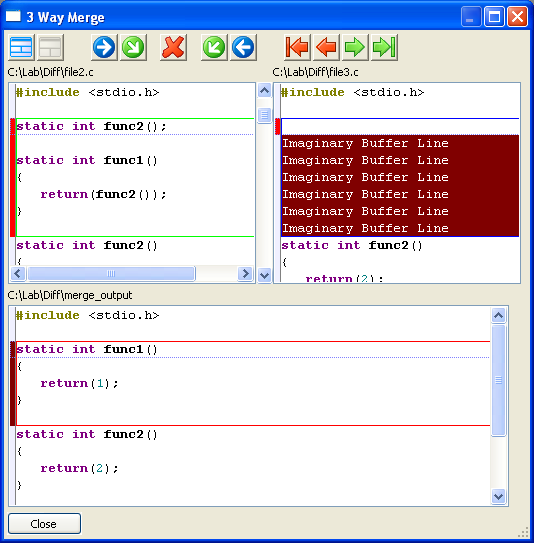 3 Way Merge
C:\Lab\Diff\file2.c
#include <stdio.h>
static int func2();
static int func1()
{
return(func2());
}
static int func2()
{
C:\Lab\Diff\file3.c
#include <stdio.h>
Imaginary Buffer Line
Imaginary Buffer Line
Imaginary Buffer Line
Imaginary Buffer Line
Imaginary Buffer Line
Imaginary Buffer Line
static int func2()
{
return(2);
C:\Lab\Diff\merge_output
#include <stdio.h>
static int func1()
{
return(1);
}
static int func2()
{
return(2);
}
Close